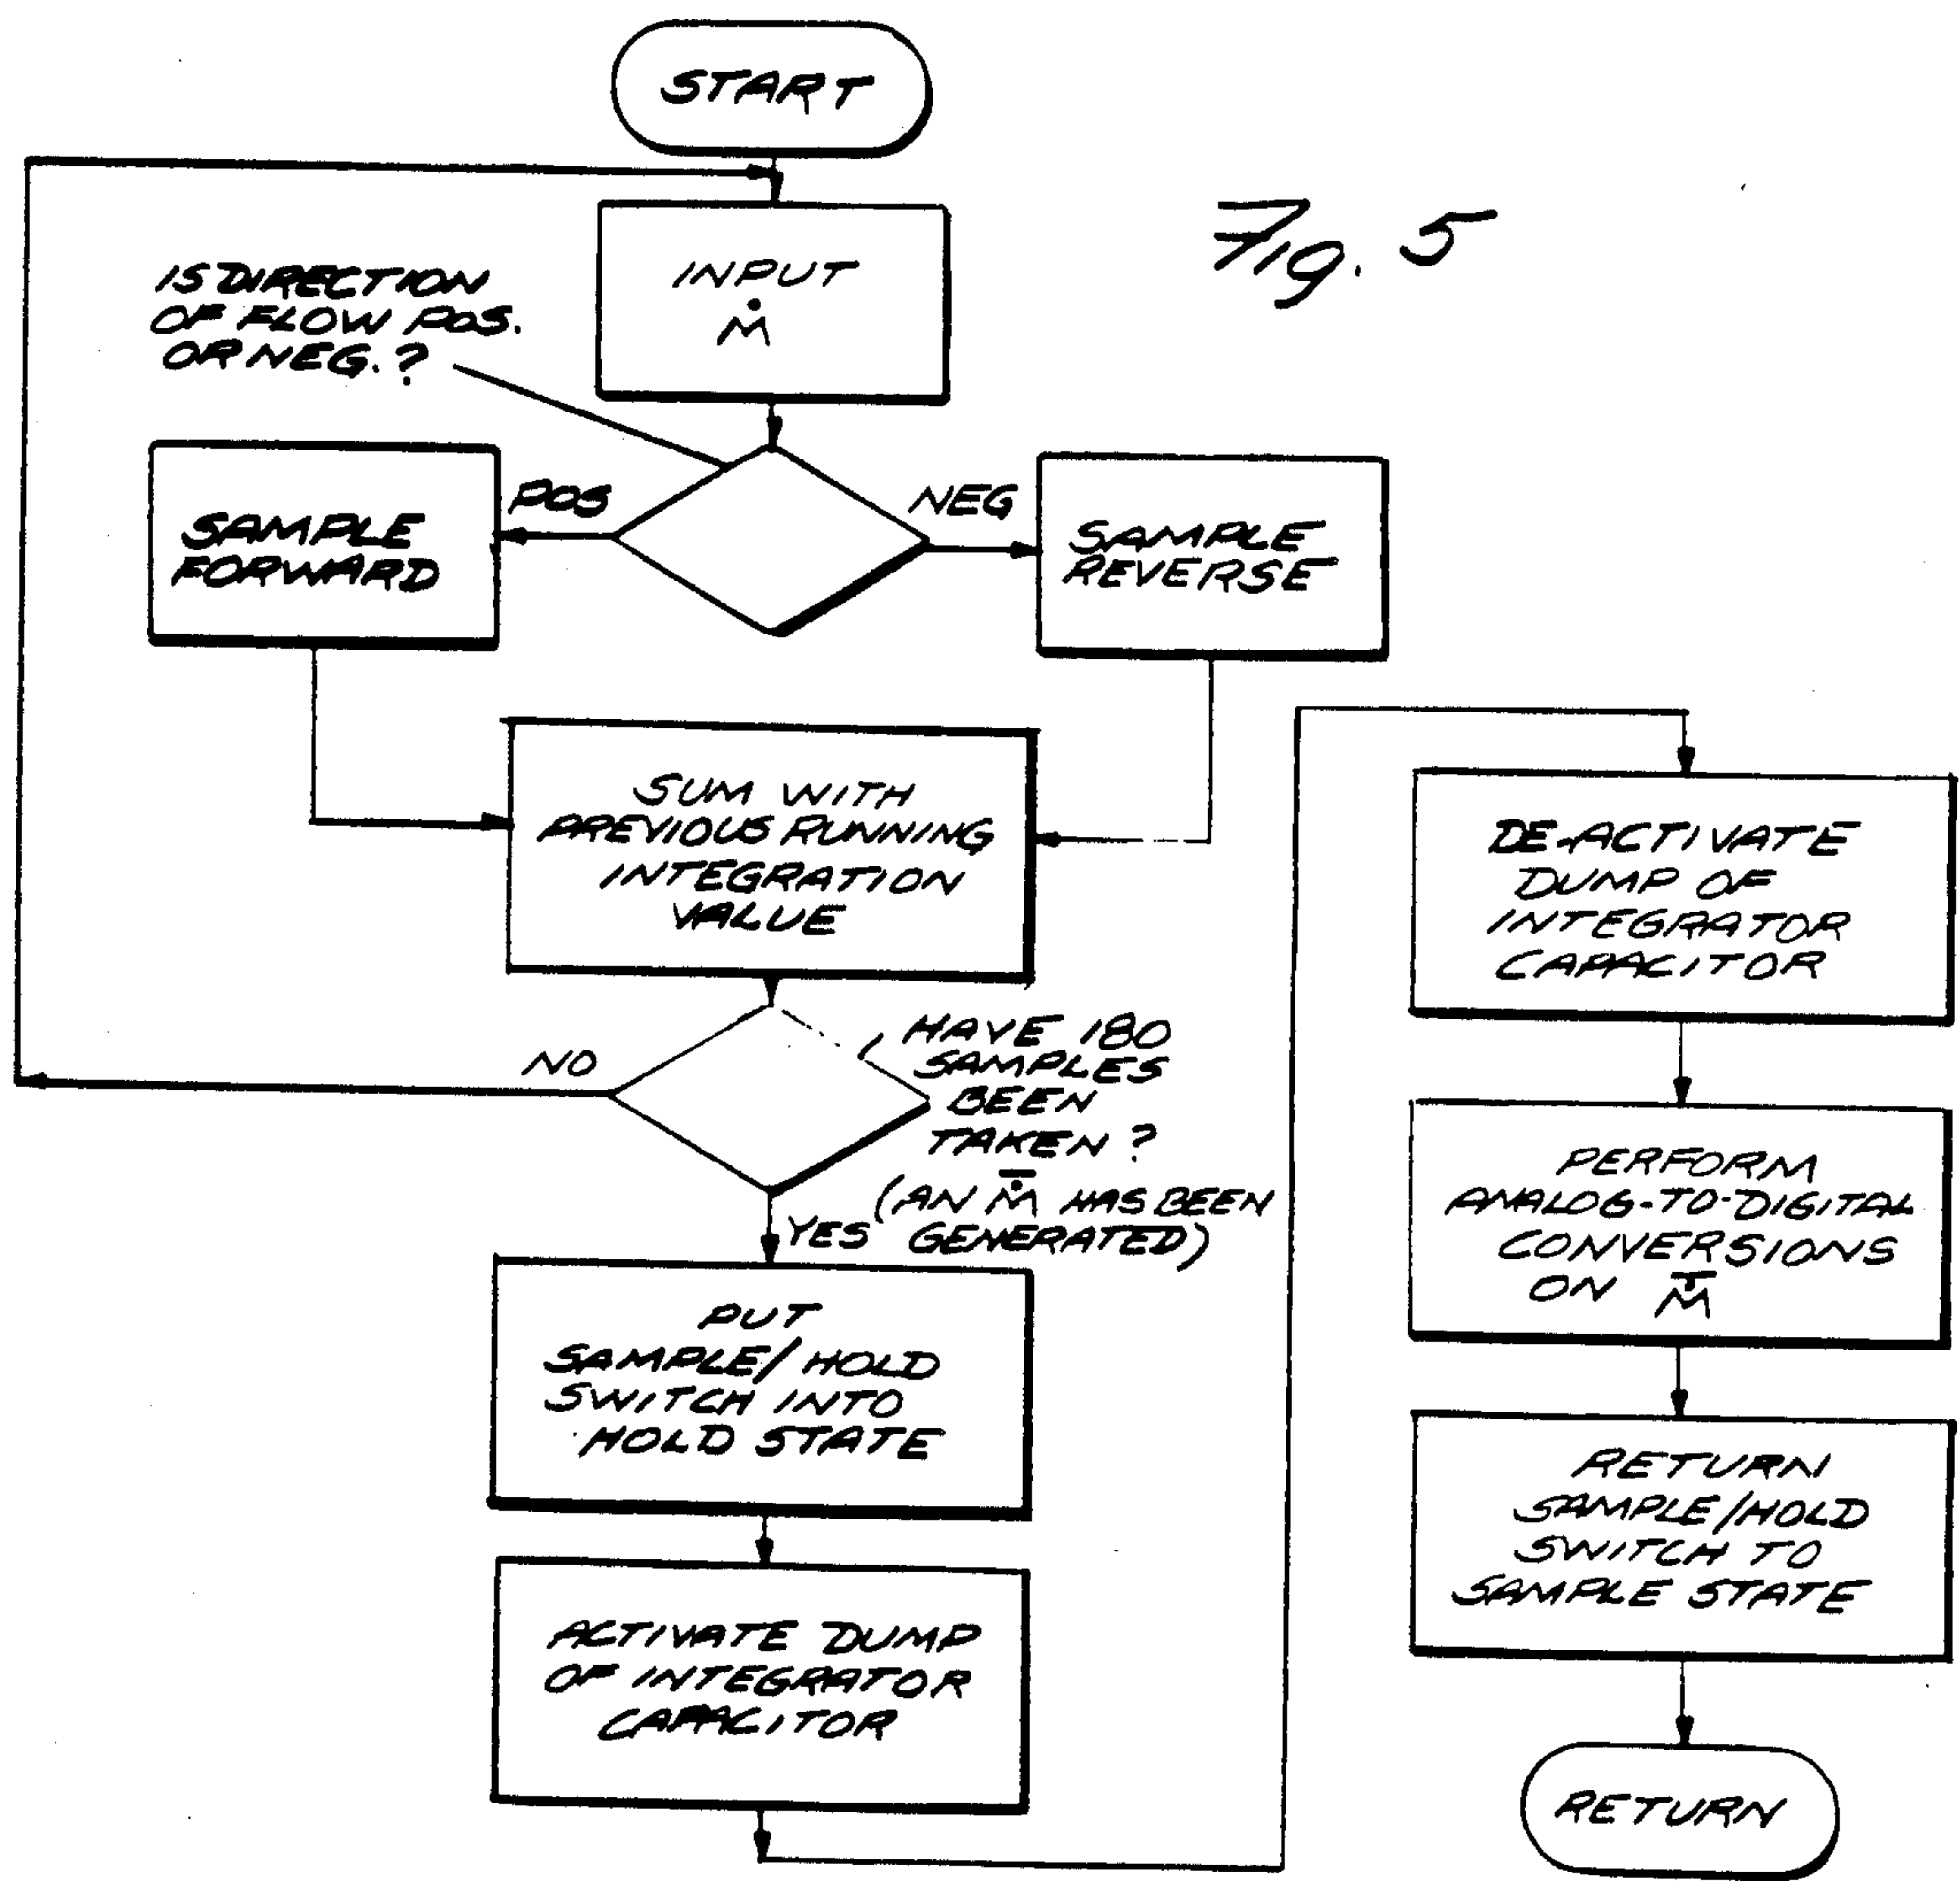 START
Fig. 5
INPUT
Ṁ
IS DIRECTION
OF FLOW POS.
OR NEG.?
POS
NEG
SAMPLE
FORWARD
SAMPLE
REVERSE
SUM WITH
PREVIOUS RUNNING
INTEGRATION
VALUE
NO
HAVE 180
SAMPLES
BEEN
TAKEN?
(AN Ṁ̄ HAS BEEN
GENERATED)
YES
PUT
SAMPLE/HOLD
SWITCH INTO
HOLD STATE
ACTIVATE DUMP
OF INTEGRATOR
CAPACITOR
DE-ACTIVATE
DUMP OF
INTEGRATOR
CAPACITOR
PERFORM
ANALOG-TO-DIGITAL
CONVERSIONS
ON Ṁ̄
RETURN
SAMPLE/HOLD
SWITCH TO
SAMPLE STATE
RETURN